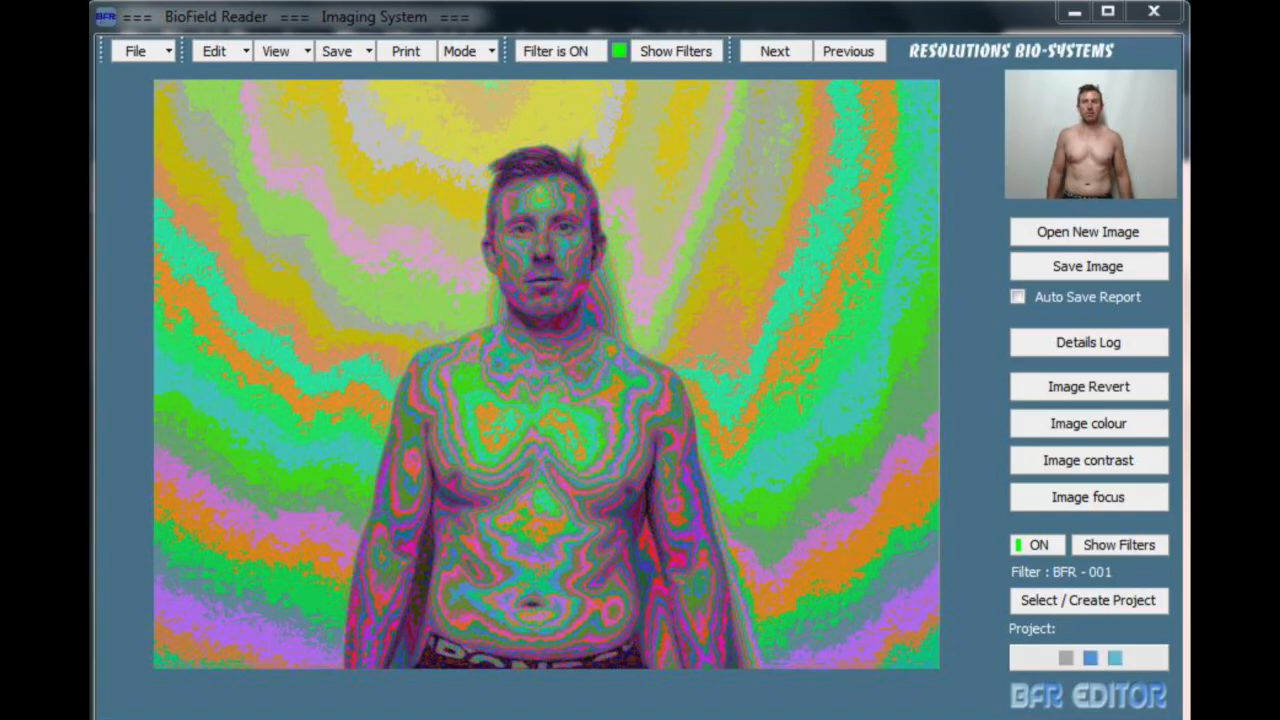 BFR === BioField Reader === Imaging System ===
File Edit View Save Print Mode Filter is ON Show Filters Next Previous RESOLUTIONS BIO-SYSTEMS
Open New Image
Save Image
Auto Save Report
Details Log
Image Revert
Image colour
Image contrast
Image focus
ON Show Filters
Filter : BFR - 001
Select / Create Project
Project:
BFR EDITOR